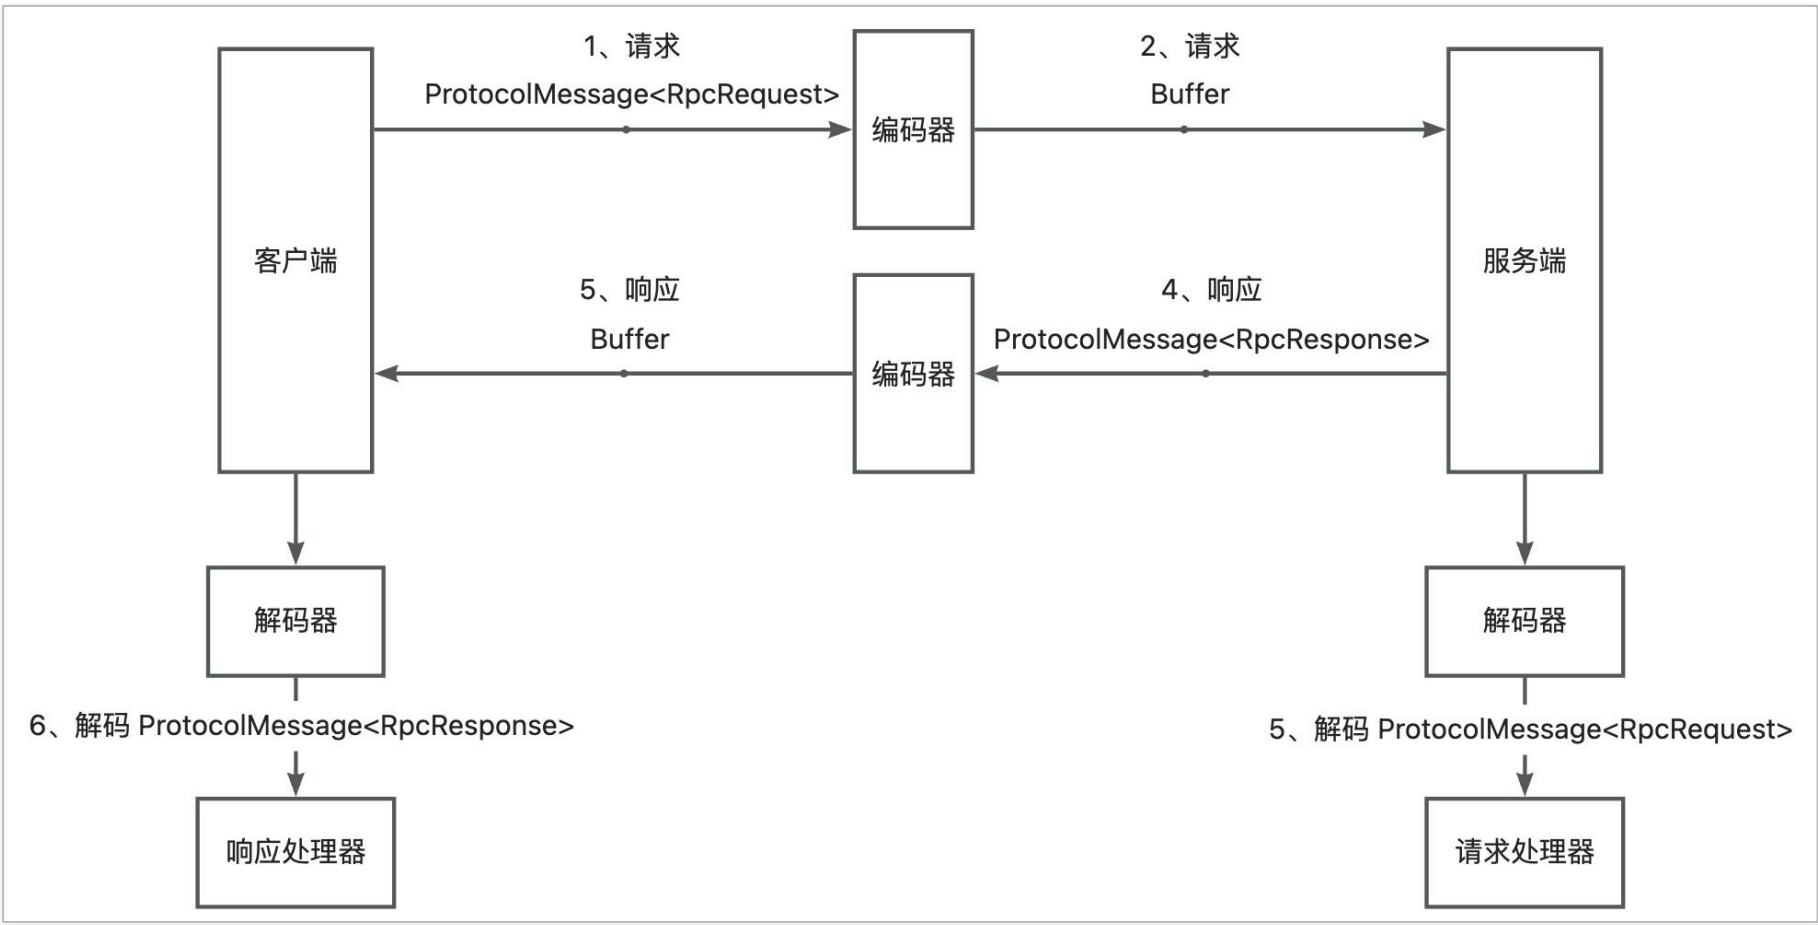 1、请求
ProtocolMessage<RpcRequest>
编码器
2、请求
Buffer
客户端
服务端
5、响应
Buffer
编码器
4、响应
ProtocolMessage<RpcResponse>
解码器
解码器
6、解码 ProtocolMessage<RpcResponse>
5、解码 ProtocolMessage<RpcRequest>
响应处理器
请求处理器